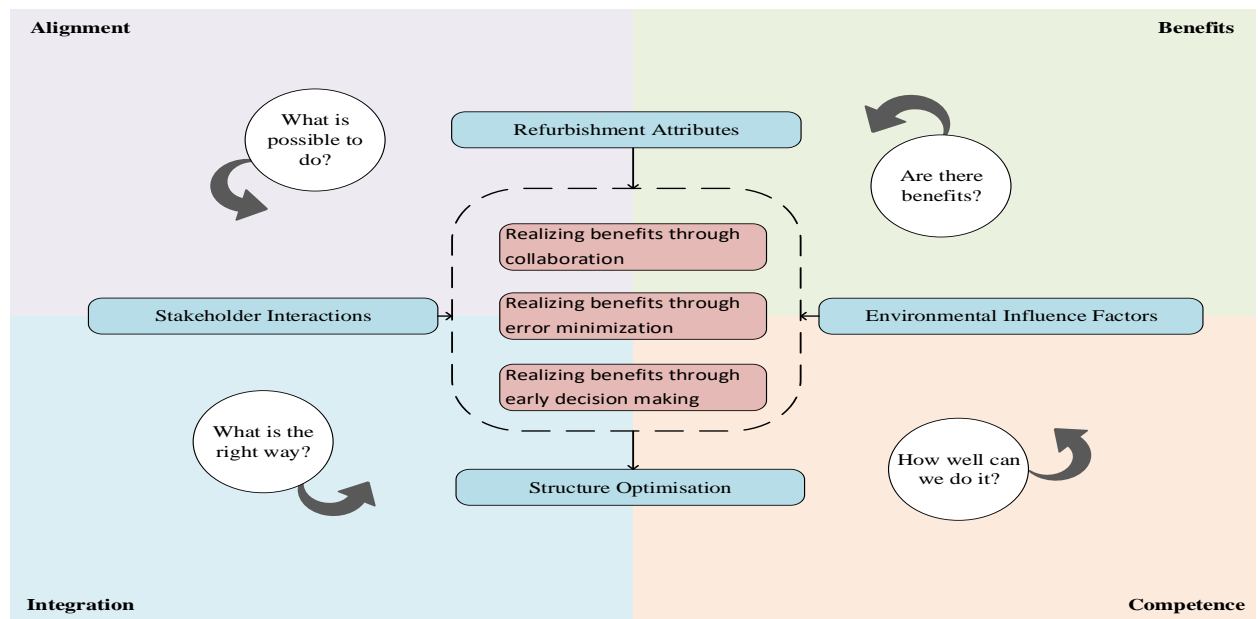 Alignment
Benefits
What is
possible to
do?
Refurbishment Attributes
Are there
benefits?
Realizing benefits through
collaboration
Stakeholder Interactions
Realizing benefits through
error minimization
Environmental Influence Factors
Realizing benefits through
early decision making
What is the
right way?
Structure Optimisation
How well can
we do it?
Integration
Competence